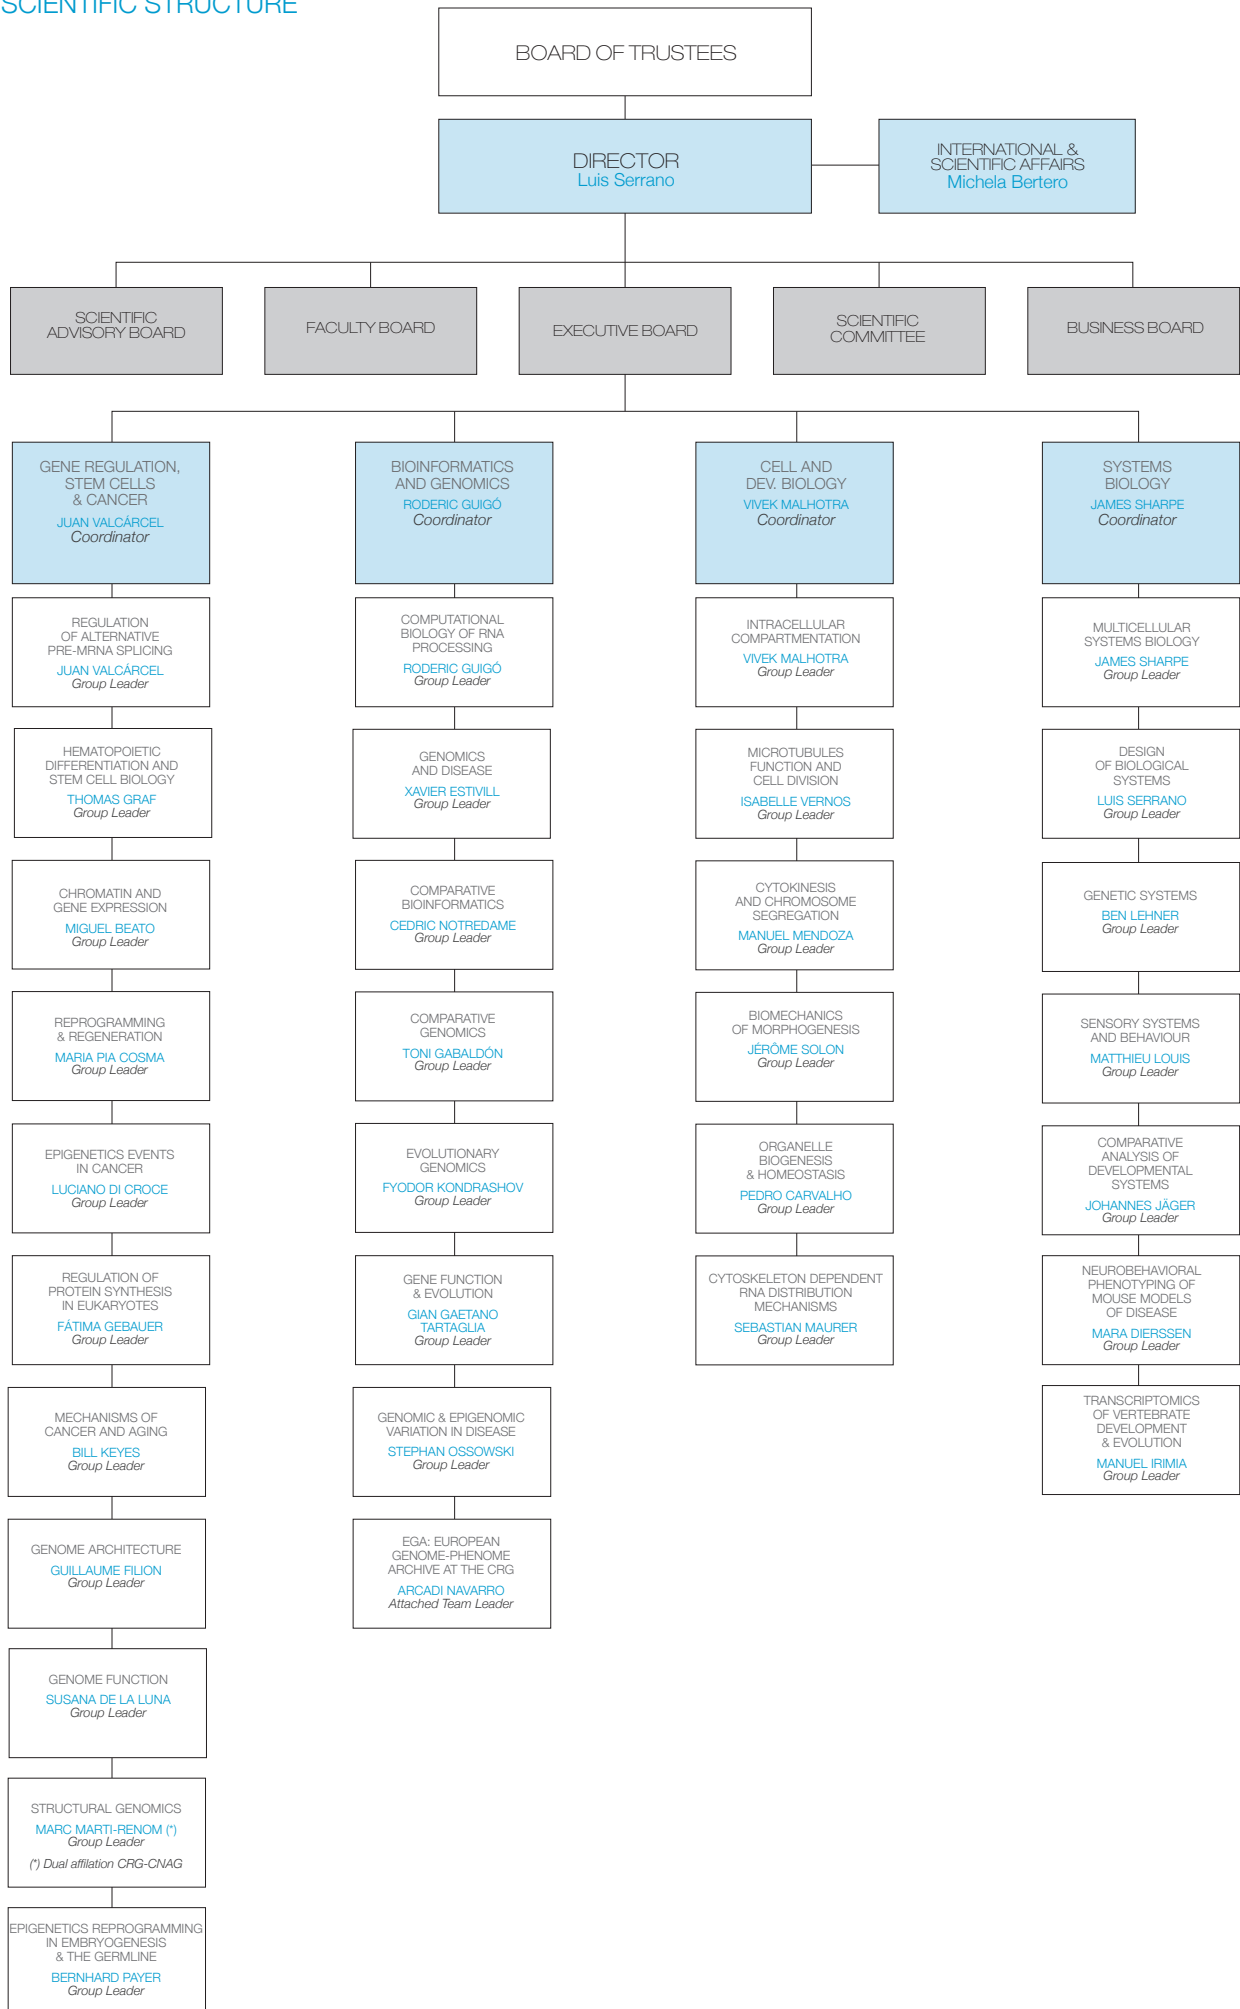 SCIENTIFIC STRUCTURE
BOARD OF TRUSTEES
DIRECTOR
Luis Serrano
INTERNATIONAL &
SCIENTIFIC AFFAIRS
Michela Bertero
SCIENTIFIC
ADVISORY BOARD
FACULTY BOARD
EXECUTIVE BOARD
SCIENTIFIC
COMMITTEE
BUSINESS BOARD
GENE REGULATION,
STEM CELLS
& CANCER
JUAN VALCÁRCEL
Coordinator
REGULATION
OF ALTERNATIVE
PRE-MRNA SPLICING
JUAN VALCÁRCEL
Group Leader
HEMATOPOIETIC
DIFFERENTIATION AND
STEM CELL BIOLOGY
THOMAS GRAF
Group Leader
CHROMATIN AND
GENE EXPRESSION
MIGUEL BEATO
Group Leader
REPROGRAMMING
& REGENERATION
MARIA PIA COSMA
Group Leader
EPIGENETICS EVENTS
IN CANCER
LUCIANO DI CROCE
Group Leader
REGULATION OF
PROTEIN SYNTHESIS
IN EUKARYOTES
FÁTIMA GEBAUER
Group Leader
MECHANISMS OF
CANCER AND AGING
BILL KEYES
Group Leader
GENOME ARCHITECTURE
GUILLAUME FILION
Group Leader
GENOME FUNCTION
SUSANA DE LA LUNA
Group Leader
STRUCTURAL GENOMICS
MARC MARTI-RENOM (*)
Group Leader
(*) Dual affilation CRG-CNAG
EPIGENETICS REPROGRAMMING
IN EMBRYOGENESIS
& THE GERMLINE
BERNHARD PAYER
Group Leader
BIOINFORMATICS
AND GENOMICS
RODERIC GUIGÓ
Coordinator
COMPUTATIONAL
BIOLOGY OF RNA
PROCESSING
RODERIC GUIGÓ
Group Leader
GENOMICS
AND DISEASE
XAVIER ESTIVILL
Group Leader
COMPARATIVE
BIOINFORMATICS
CEDRIC NOTREDAME
Group Leader
COMPARATIVE
GENOMICS
TONI GABALDÓN
Group Leader
EVOLUTIONARY
GENOMICS
FYODOR KONDRASHOV
Group Leader
GENE FUNCTION
& EVOLUTION
GIAN GAETANO
TARTAGLIA
Group Leader
GENOMIC & EPIGENOMIC
VARIATION IN DISEASE
STEPHAN OSSOWSKI
Group Leader
EGA: EUROPEAN
GENOME-PHENOME
ARCHIVE AT THE CRG
ARCADI NAVARRO
Attached Team Leader
CELL AND
DEV. BIOLOGY
VIVEK MALHOTRA
Coordinator
INTRACELLULAR
COMPARTMENTATION
VIVEK MALHOTRA
Group Leader
MICROTUBULES
FUNCTION AND
CELL DIVISION
ISABELLE VERNOS
Group Leader
CYTOKINESIS
AND CHROMOSOME
SEGREGATION
MANUEL MENDOZA
Group Leader
BIOMECHANICS
OF MORPHOGENESIS
JÉRÔME SOLON
Group Leader
ORGANELLE
BIOGENESIS
& HOMEOSTASIS
PEDRO CARVALHO
Group Leader
CYTOSKELETON DEPENDENT
RNA DISTRIBUTION
MECHANISMS
SEBASTIAN MAURER
Group Leader
SYSTEMS
BIOLOGY
JAMES SHARPE
Coordinator
MULTICELLULAR
SYSTEMS BIOLOGY
JAMES SHARPE
Group Leader
DESIGN
OF BIOLOGICAL
SYSTEMS
LUIS SERRANO
Group Leader
GENETIC SYSTEMS
BEN LEHNER
Group Leader
SENSORY SYSTEMS
AND BEHAVIOUR
MATTHIEU LOUIS
Group Leader
COMPARATIVE
ANALYSIS OF
DEVELOPMENTAL
SYSTEMS
JOHANNES JÄGER
Group Leader
NEUROBEHAVIORAL
PHENOTYPING OF
MOUSE MODELS
OF DISEASE
MARA DIERSSEN
Group Leader
TRANSCRIPTOMICS
OF VERTEBRATE
DEVELOPMENT
& EVOLUTION
MANUEL IRIMIA
Group Leader